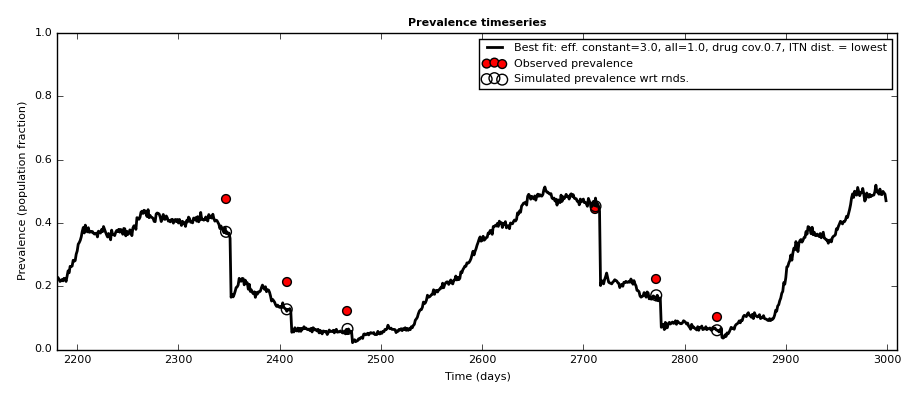 Prevalence timeseries
Best fit: eff. constant=3.0, all=1.0, drug cov.0.7, ITN dist. = lowest
Observed prevalence
Simulated prevalence wrt rnds.
Prevalence (population fraction)
1.0
0.8
0.6
0.4
0.2
0.0
2200 2300 2400 2500 2600 2700 2800 2900 3000
Time (days)